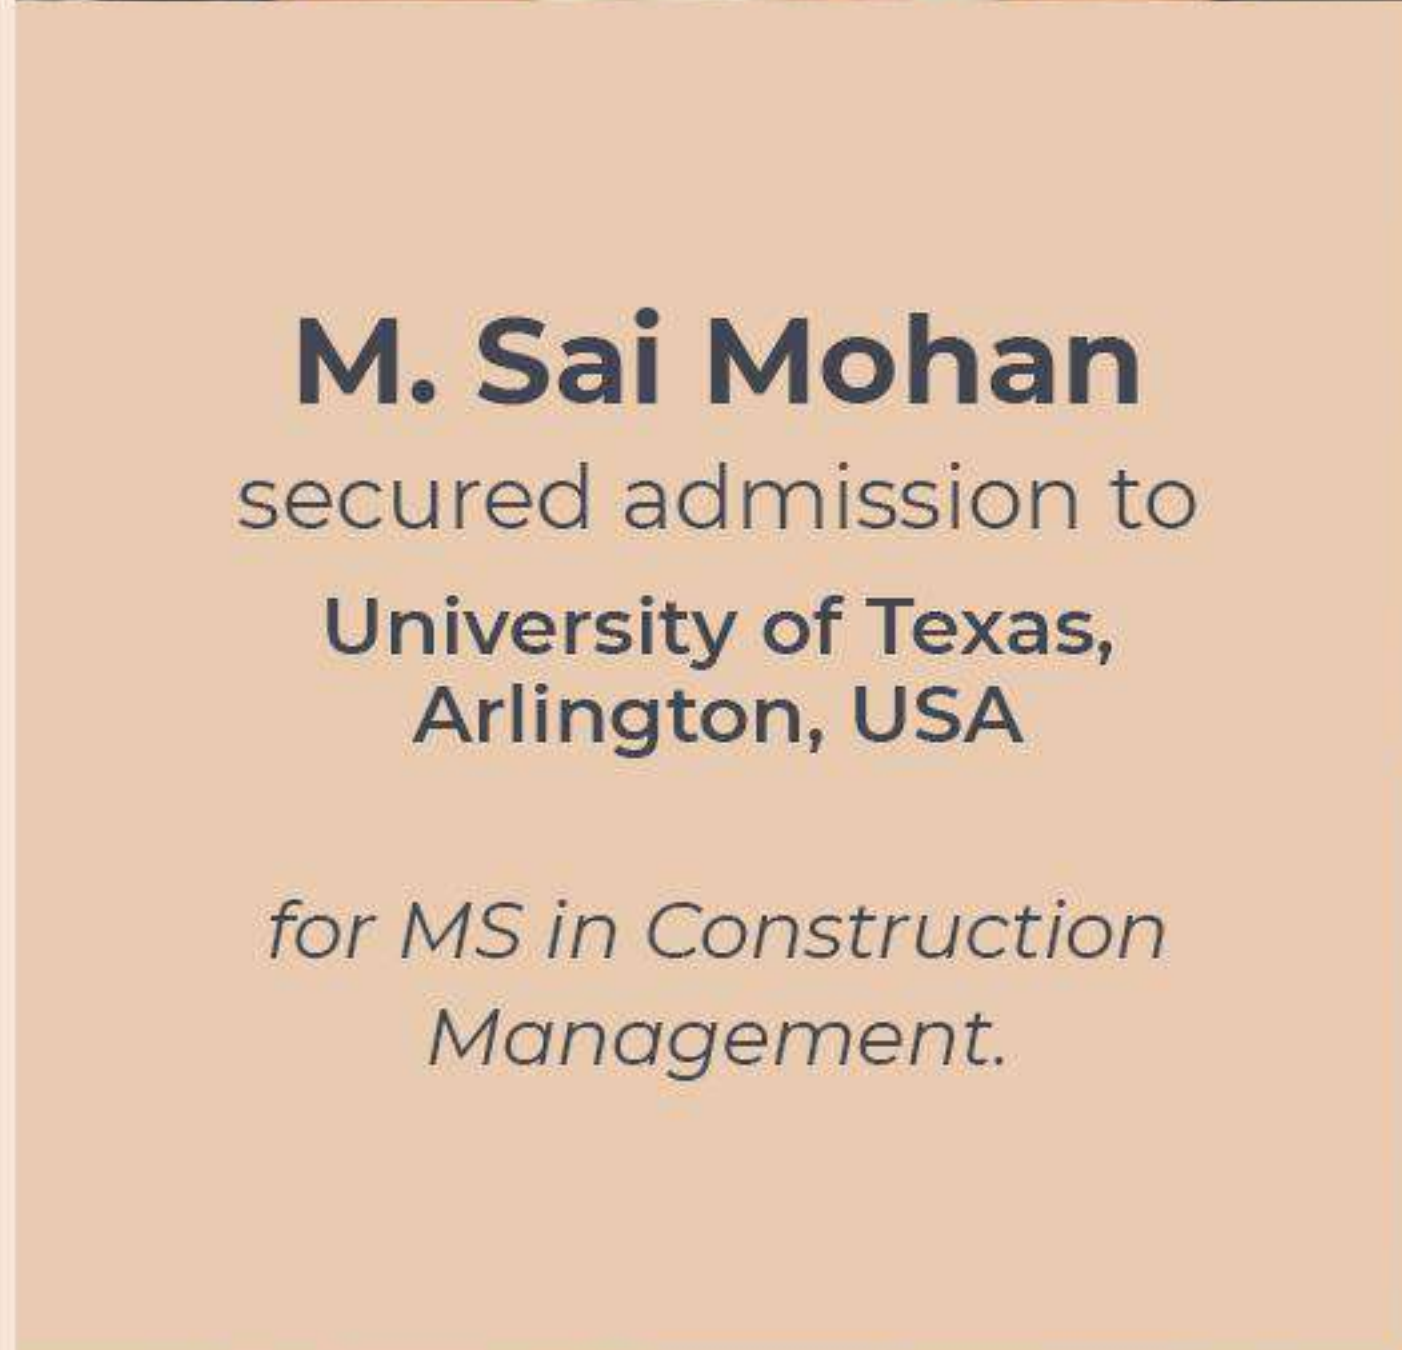 M. Sai Mohan
secured admission to
University of Texas,
Arlington, USA
for MS in Construction
Management.